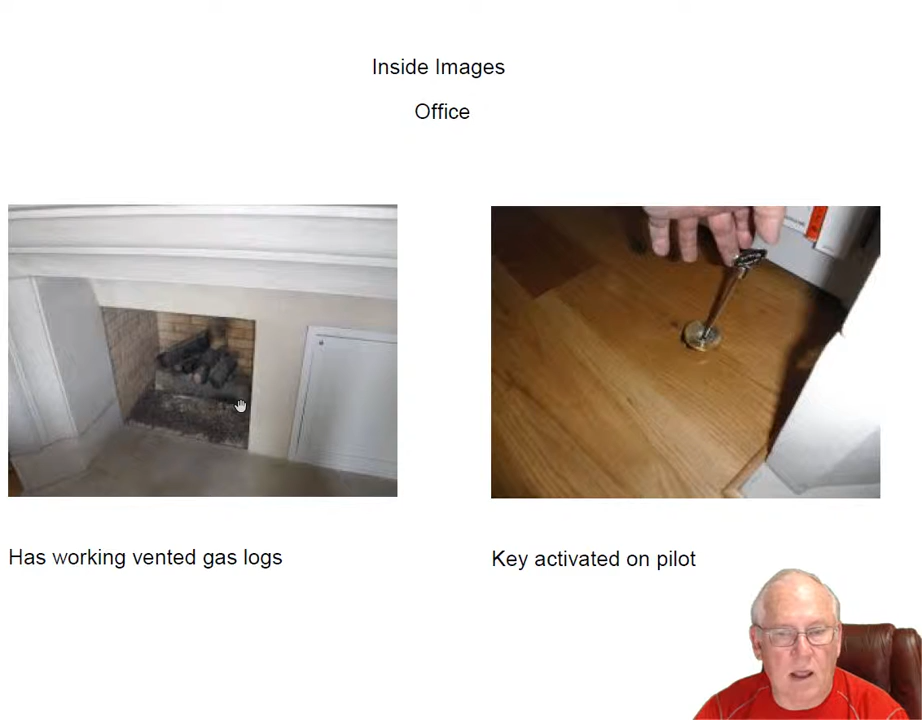 Inside Images
Office
Has working vented gas logs
Key activated on pilot